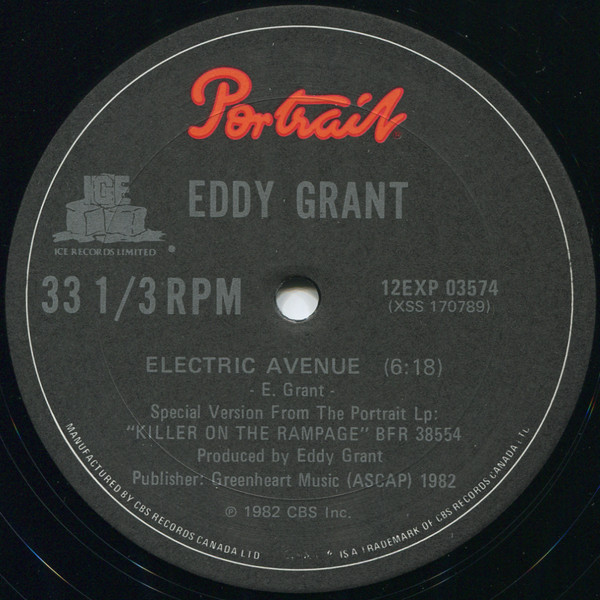 Portrait
ICE
EDDY GRANT
ICE RECORDS LIMITED
33 1/3 RPM
12EXP 03574
(XSS 170789)
ELECTRIC AVENUE (6:18)
- E. Grant -
Special Version From The Portrait Lp:
"KILLER ON THE RAMPAGE" BFR 38554
Produced by Eddy Grant
Publisher: Greenheart Music (ASCAP) 1982
℗ 1982 CBS Inc.
MANUFACTURED BY CBS RECORDS CANADA LTD
IS A TRADEMARK OF CBS RECORDS CANADA LTD